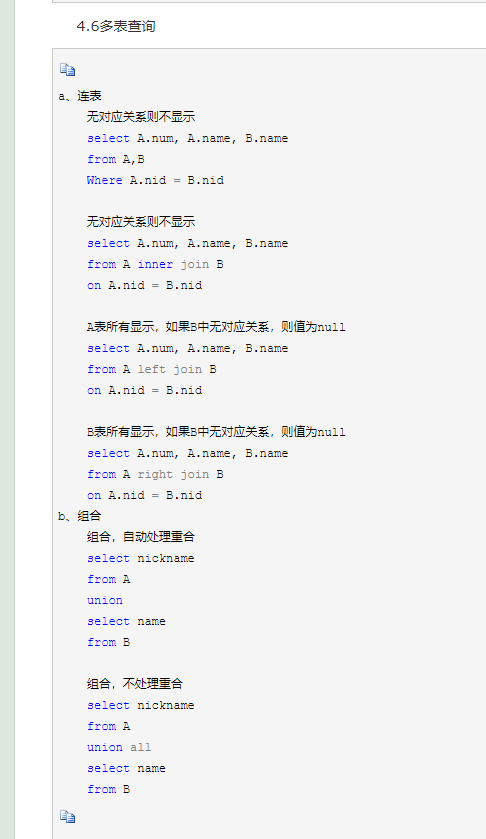 4.6多表查询
a、连表
无对应关系则不显示
select A.num, A.name, B.name
from A,B
Where A.nid = B.nid
无对应关系则不显示
select A.num, A.name, B.name
from A inner join B
on A.nid = B.nid
A表所有显示，如果B中无对应关系，则值为null
select A.num, A.name, B.name
from A left join B
on A.nid = B.nid
B表所有显示，如果B中无对应关系，则值为null
select A.num, A.name, B.name
from A right join B
on A.nid = B.nid
b、组合
组合，自动处理重合
select nickname
from A
union
select name
from B
组合，不处理重合
select nickname
from A
union all
select name
from B